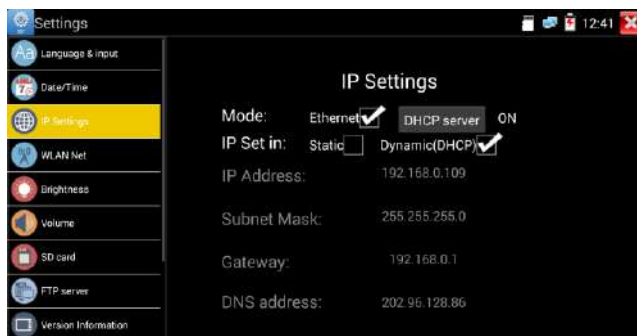 Settings 12:41
Aa Language & input
7 Date/Time
IP Settings
WLAN Net
Brightness
Volume
SD card
FTP server
Version Information
IP Settings
Mode: Ethernet DHCP server ON
IP Set in: Static Dynamic(DHCP)
IP Address: 192.168.0.109
Subnet Mask: 255.255.255.0
Gateway: 192.168.0.1
DNS address: 202.96.128.86